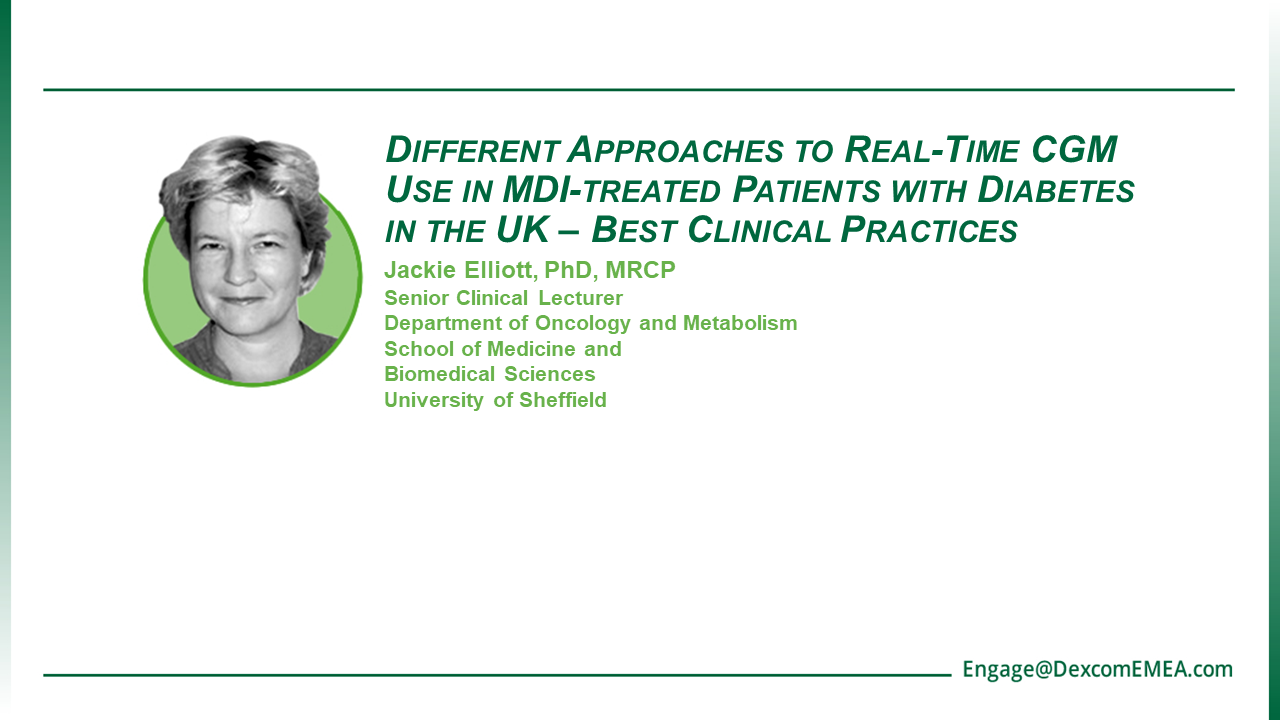 Different Approaches to Real-Time CGM
Use in MDI-treated Patients with Diabetes
in the UK – Best Clinical Practices
Jackie Elliott, PhD, MRCP
Senior Clinical Lecturer
Department of Oncology and Metabolism
School of Medicine and
Biomedical Sciences
University of Sheffield
Engage@DexcomEMEA.com